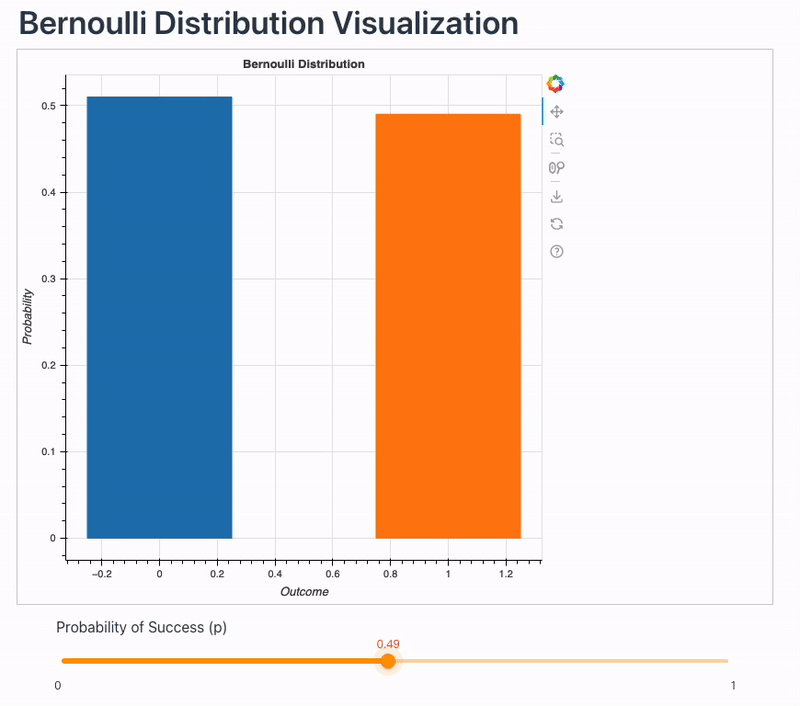 Bernoulli Distribution Visualization
Bernoulli Distribution
0.5
0.4
0.3
0.2
0.1
0
Probability
−0.2 0 0.2 0.4 0.6 0.8 1 1.2
Outcome
Probability of Success (p)
0.49
0 1